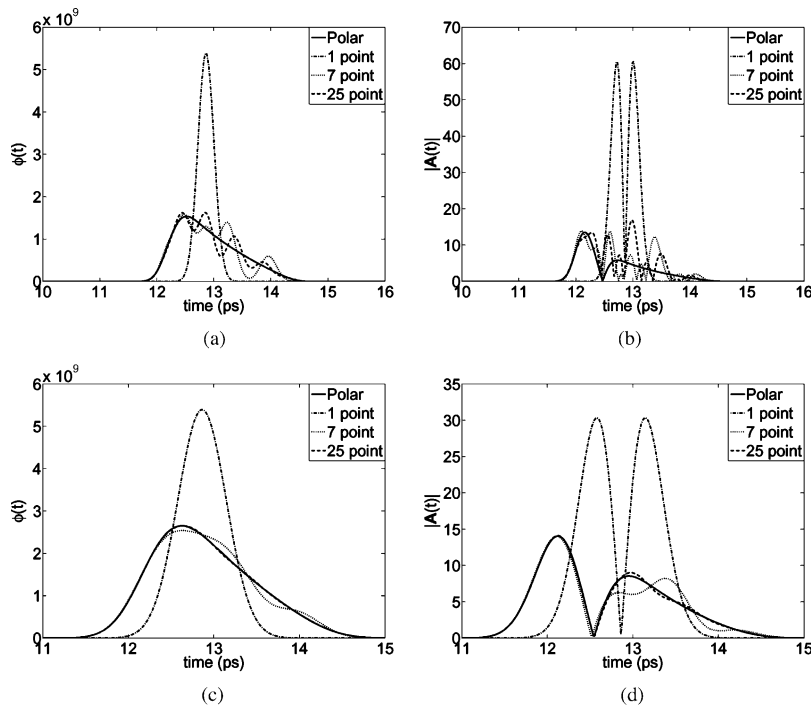 6 x 10⁹
5
4
3
2
1
0
ϕ(t)
10 11 12 13 14 15 16
time (ps)
Polar
1 point
7 point
25 point
(a)
70
60
50
40
30
20
10
0
|A(t)|
10 11 12 13 14 15 16
time (ps)
Polar
1 point
7 point
25 point
(b)
6 x 10⁹
5
4
3
2
1
0
ϕ(t)
11 12 13 14 15
time (ps)
Polar
1 point
7 point
25 point
(c)
35
30
25
20
15
10
5
0
|A(t)|
11 12 13 14 15
time (ps)
Polar
1 point
7 point
25 point
(d)